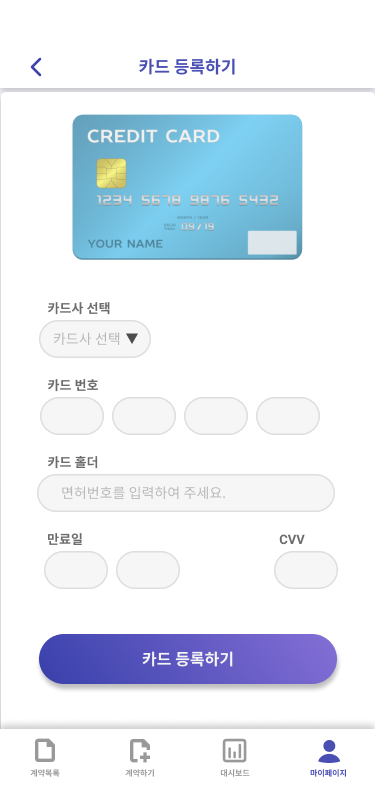 카드 등록하기
CREDIT CARD
1234 5678 9876 5432
MONTH / YEAR
VALID THRU 09/19
YOUR NAME
카드사 선택
카드사 선택 ▼
카드 번호
카드 홀더
면허번호를 입력하여 주세요.
만료일 CVV
카드 등록하기
계약목록 계약하기 대시보드 마이페이지